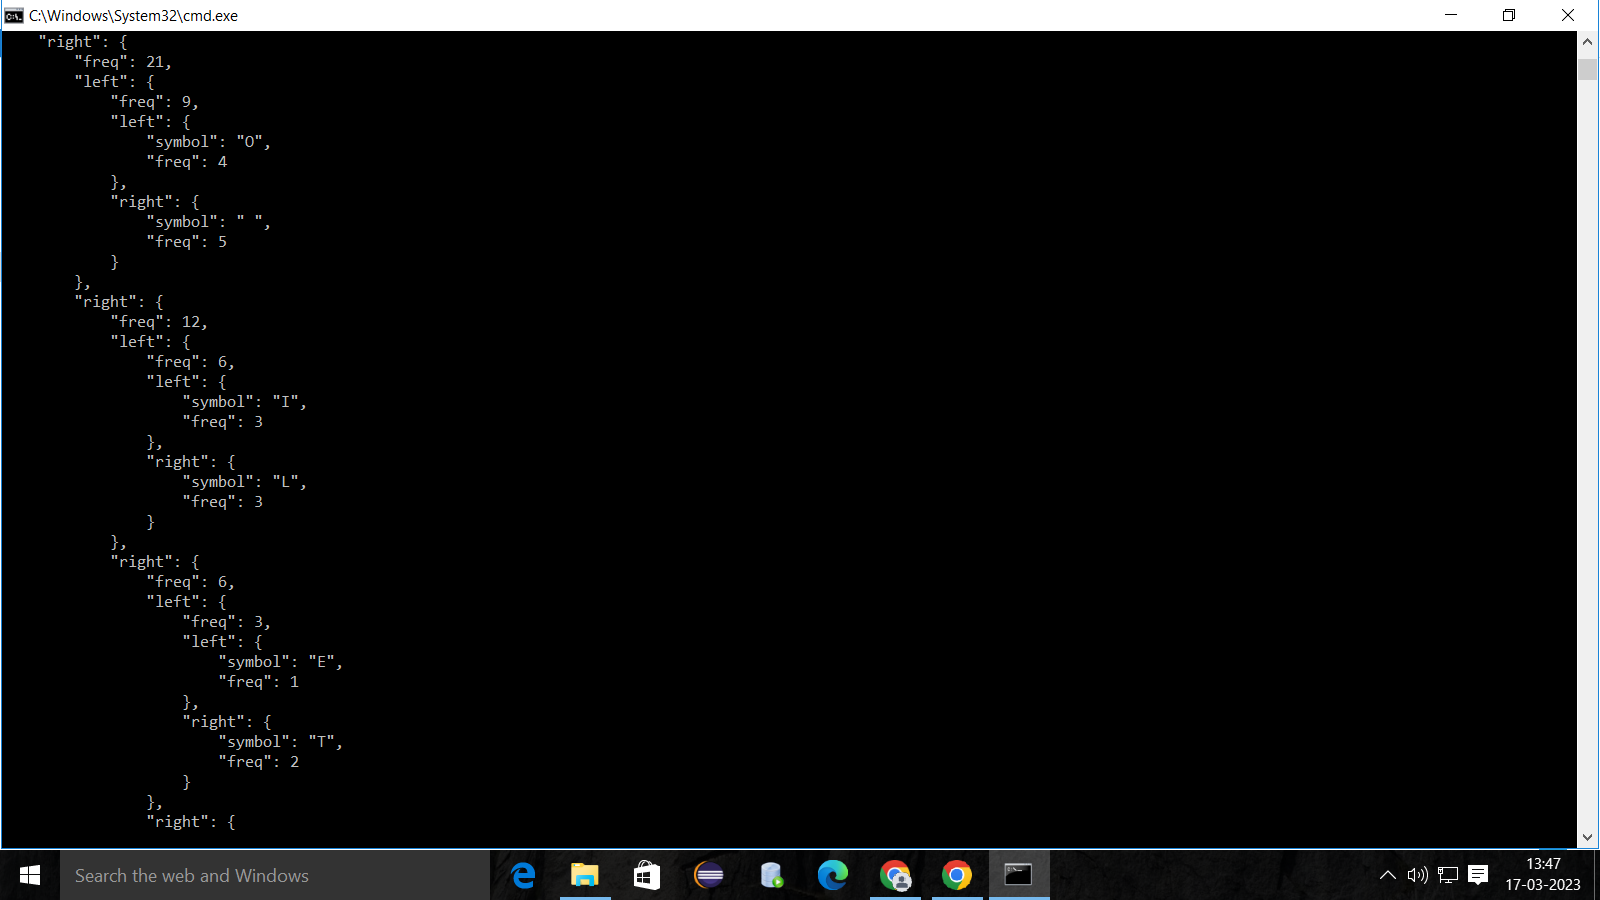 C:\Windows\System32\cmd.exe
"right": {
    "freq": 21,
    "left": {
        "freq": 9,
        "left": {
            "symbol": "O",
            "freq": 4
        },
        "right": {
            "symbol": " ",
            "freq": 5
        }
    },
    "right": {
        "freq": 12,
        "left": {
            "freq": 6,
            "left": {
                "symbol": "I",
                "freq": 3
            },
            "right": {
                "symbol": "L",
                "freq": 3
            }
        },
        "right": {
            "freq": 6,
            "left": {
                "freq": 3,
                "left": {
                    "symbol": "E",
                    "freq": 1
                },
                "right": {
                    "symbol": "T",
                    "freq": 2
                }
            },
            "right": {
Search the web and Windows
13:47
17-03-2023